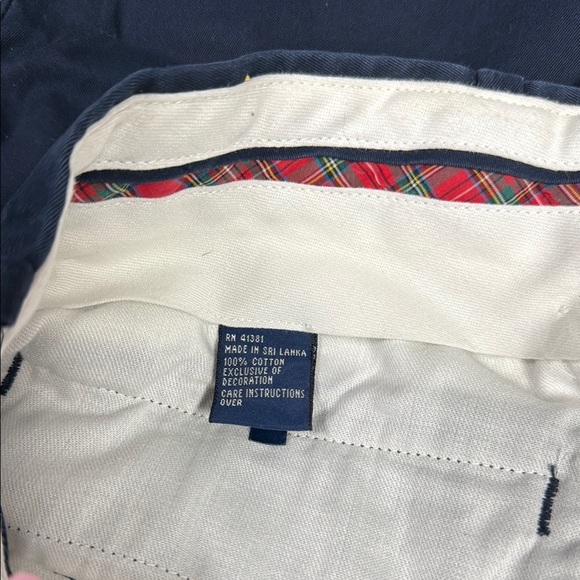 RN 41381
MADE IN SRI LANKA
100% COTTON
EXCLUSIVE OF
DECORATION
CARE INSTRUCTIONS
OVER